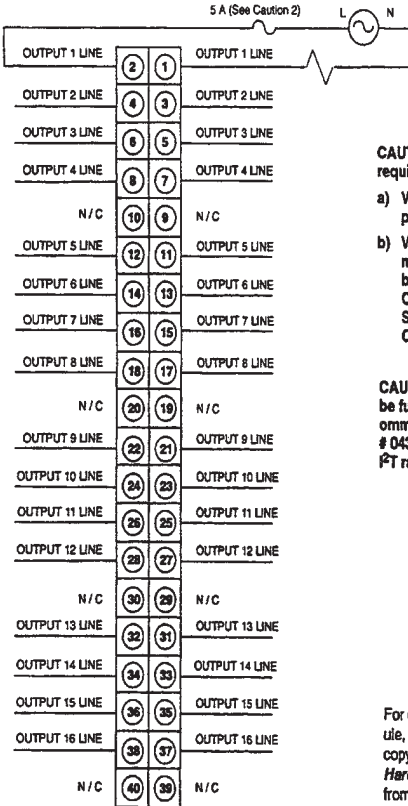 5 A (See Caution 2) L N
OUTPUT 1 LINE 2 1 OUTPUT 1 LINE
OUTPUT 2 LINE 4 3 OUTPUT 2 LINE
OUTPUT 3 LINE 6 5 OUTPUT 3 LINE
OUTPUT 4 LINE 8 7 OUTPUT 4 LINE
N/C 10 9 N/C
OUTPUT 5 LINE 12 11 OUTPUT 5 LINE
OUTPUT 6 LINE 14 13 OUTPUT 6 LINE
OUTPUT 7 LINE 16 15 OUTPUT 7 LINE
OUTPUT 8 LINE 18 17 OUTPUT 8 LINE
N/C 20 19 N/C
OUTPUT 9 LINE 22 21 OUTPUT 9 LINE
OUTPUT 10 LINE 24 23 OUTPUT 10 LINE
OUTPUT 11 LINE 26 25 OUTPUT 11 LINE
OUTPUT 12 LINE 28 27 OUTPUT 12 LINE
N/C 30 29 N/C
OUTPUT 13 LINE 32 31 OUTPUT 13 LINE
OUTPUT 14 LINE 34 33 OUTPUT 14 LINE
OUTPUT 15 LINE 36 35 OUTPUT 15 LINE
OUTPUT 16 LINE 38 37 OUTPUT 16 LINE
N/C 40 39 N/C
CAUT
requi
a) V
p
b) V
n
b
C
S
C
CAU
be fu
omm
# 043
I²T ra
For
ule,
copy
Har
from